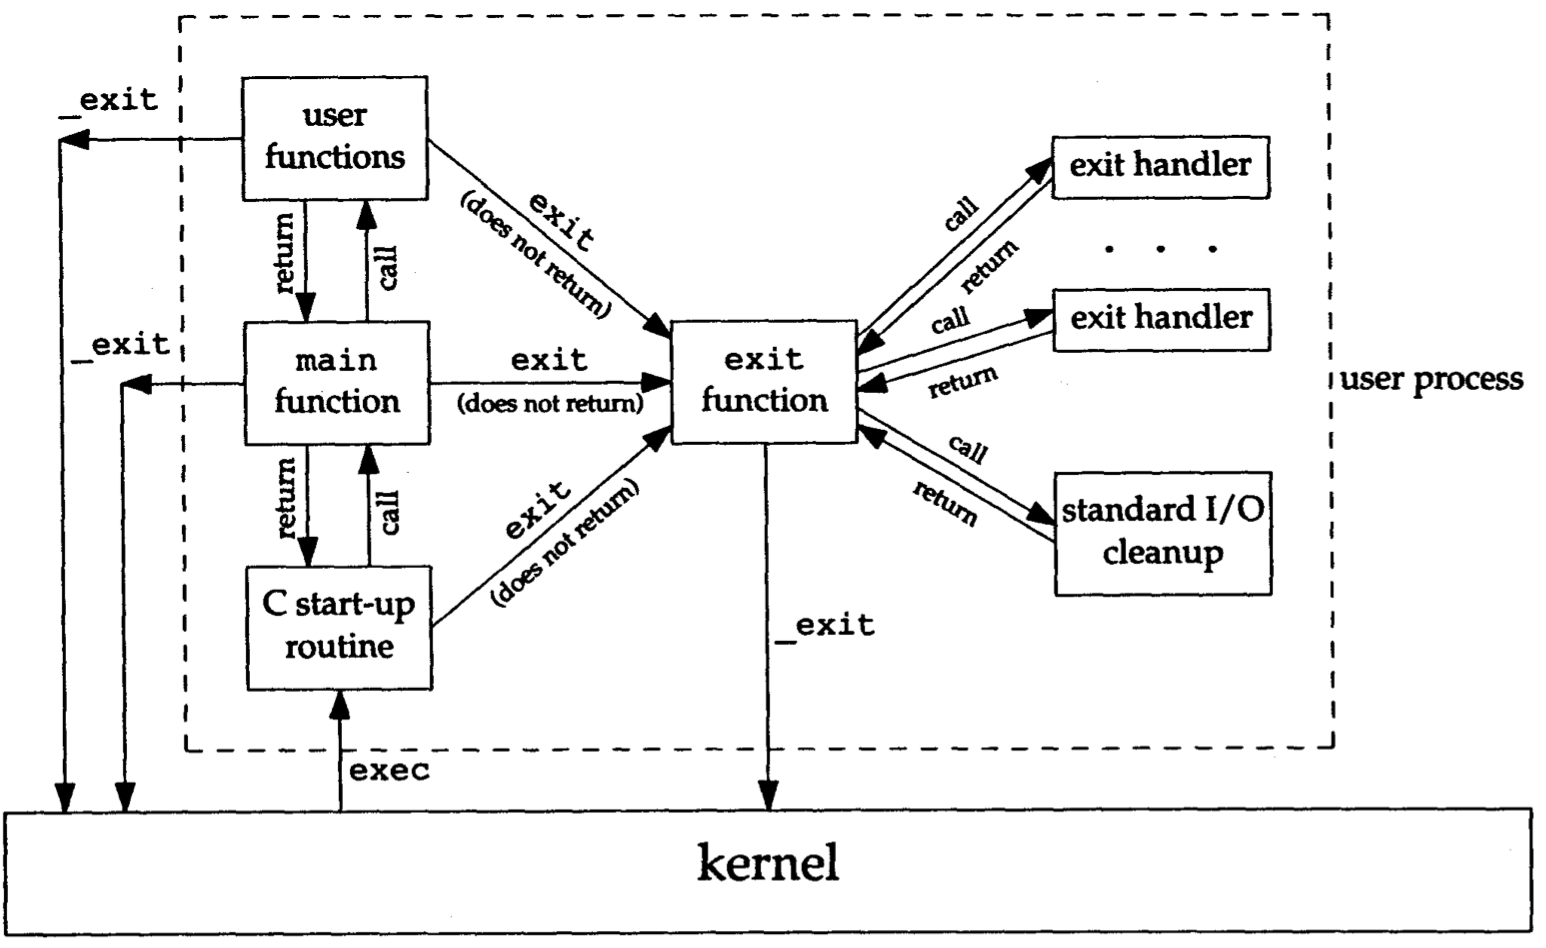 _exit
user
functions
exit
(does not return)
return
call
exit handler
call
return
. . .
exit handler
call
return
_exit
main
function
exit
(does not return)
exit
function
user process
return
call
call
return
standard I/O
cleanup
exit
(does not return)
C start-up
routine
_exit
exec
kernel